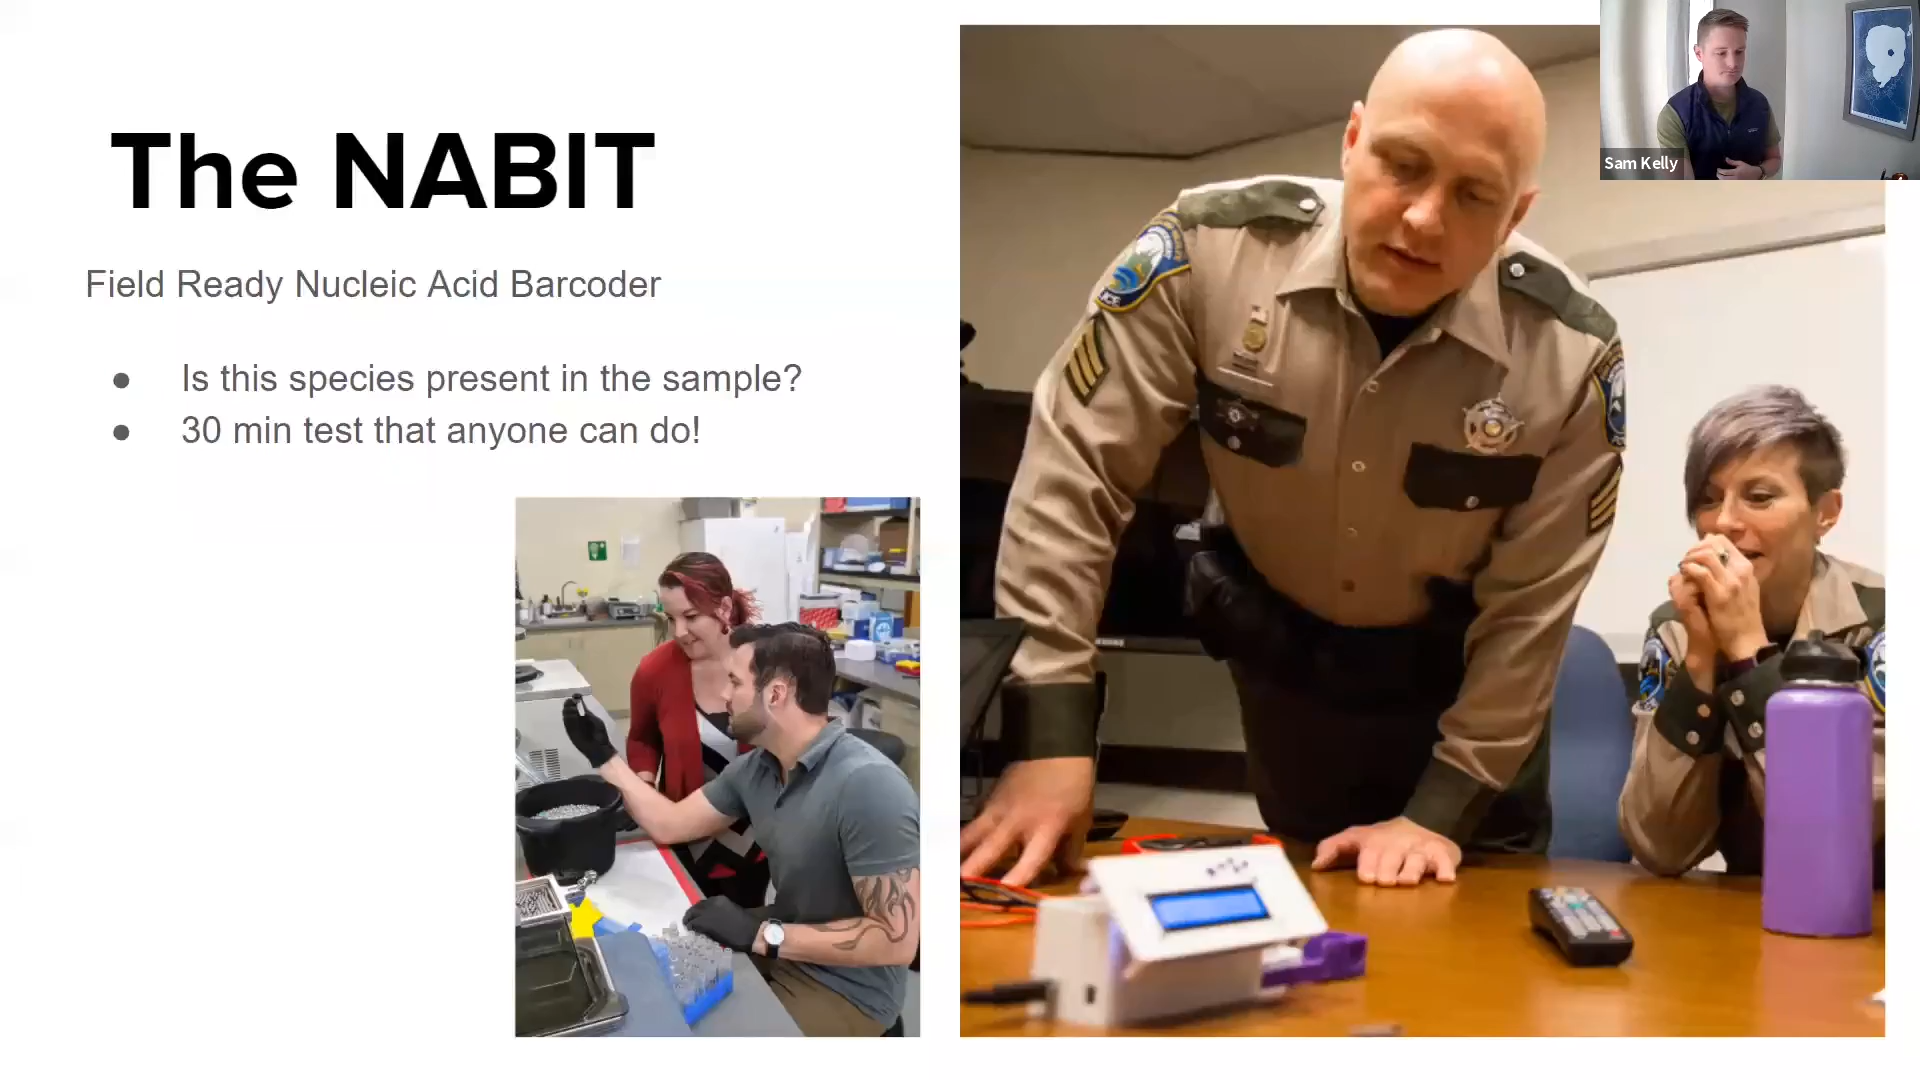 The NABIT
Field Ready Nucleic Acid Barcoder
● Is this species present in the sample?
● 30 min test that anyone can do!
Sam Kelly